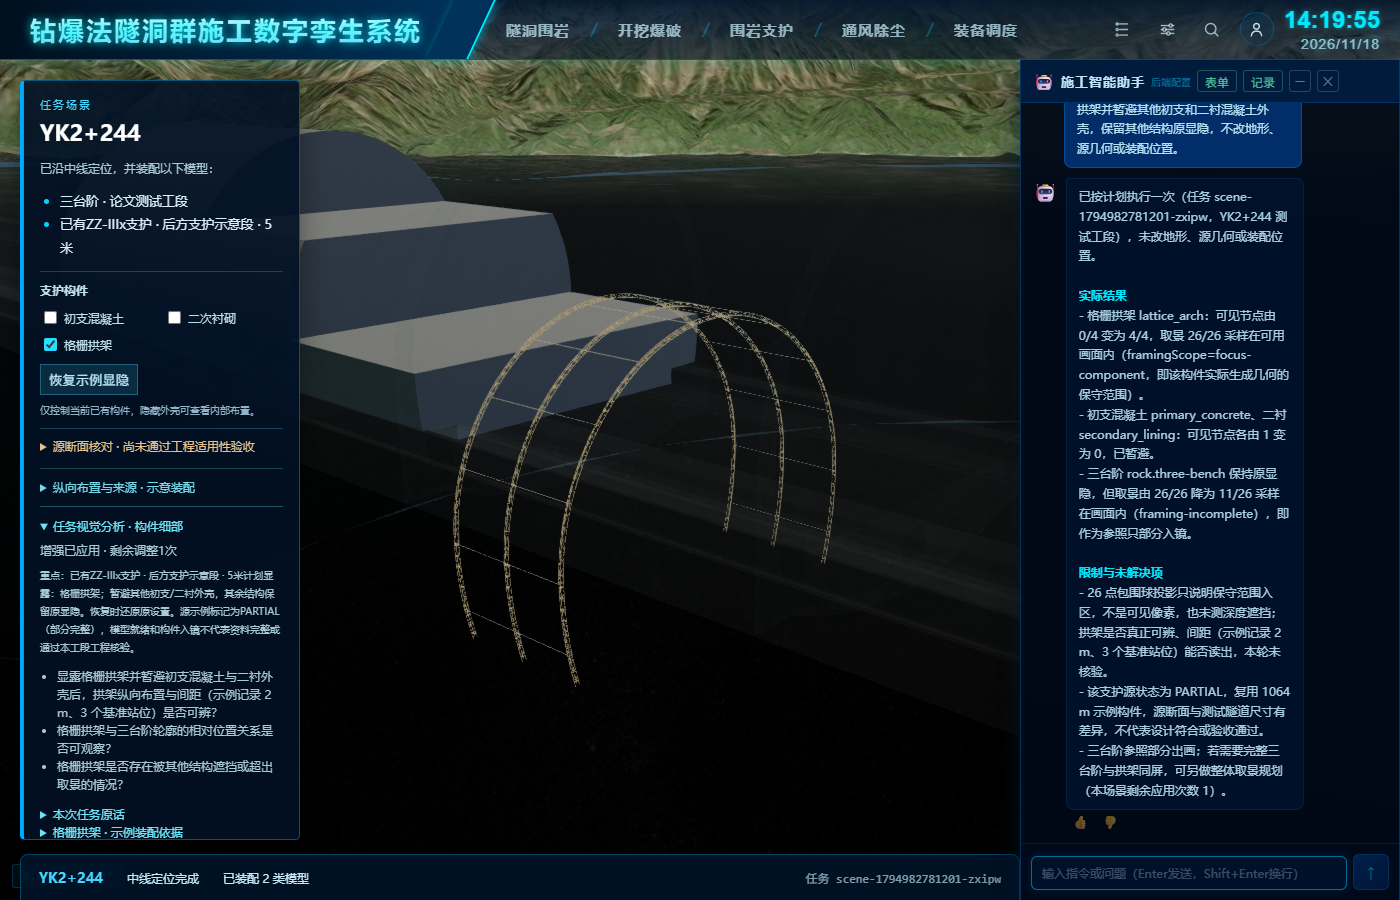 钻爆法隧洞群施工数字孪生系统
隧洞围岩 / 开挖爆破 / 围岩支护 / 通风除尘 / 装备调度
14:19:55
2026/11/18
任务场景
YK2+244
已沿中线定位，并装配以下模型：
三台阶 · 论文测试工段
已有ZZ-IIIx支护 · 后方支护示意段 · 5
米
支护构件
初支混凝土
二次衬砌
格栅拱架
恢复示例显隐
仅控制当前已有构件，隐藏外壳可查看内部布置。
源断面核对 · 尚未通过工程适用性验收
纵向布置与来源 · 示意装配
任务视觉分析 · 构件细部
增强已应用 · 剩余调整1次
重点：已有ZZ-IIIx支护 · 后方支护示意段 · 5米计划显
露：格栅拱架；暂避其他初支/二衬外壳，其余结构保
留原显隐。恢复时还原原设置。源示例标记为PARTIAL
（部分完整），模型就绪和构件入镜不代表资料完整或
通过本工段工程核验。
显露格栅拱架并暂避初支混凝土与二衬外
壳后，拱架纵向布置与间距（示例记录 2
m、3 个基准站位）是否可辨？
格栅拱架与三台阶轮廓的相对位置关系是
否可观察？
格栅拱架是否存在被其他结构遮挡或超出
取景的情况？
本次任务原话
格栅拱架 · 示例装配依据
YK2+244
中线定位完成
已装配 2 类模型
任务 scene-1794982781201-zxipw
施工智能助手
后端配置
表单
记录
拱架并暂避其他初支和二衬混凝土外
壳，保留其他结构原显隐，不改地形、
源几何或装配位置。
已按计划执行一次（任务 scene-
1794982781201-zxipw，YK2+244 测
试工段），未改地形、源几何或装配位
置。
实际结果
- 格栅拱架 lattice_arch：可见节点由
0/4 变为 4/4，取景 26/26 采样在可用
画面内（framingScope=focus-
component，即该构件实际生成几何的
保守范围）。
- 初支混凝土 primary_concrete、二衬
secondary_lining：可见节点各由 1 变
为 0，已暂避。
- 三台阶 rock.three-bench 保持原显
隐，但取景由 26/26 降为 11/26 采样
在画面内（framing-incomplete），即
作为参照只部分入镜。
限制与未解决项
- 26 点包围球投影只说明保守范围入
区，不是可见像素，也未测深度遮挡；
拱架是否真正可辨、间距（示例记录 2
m、3 个基准站位）能否读出，本轮未
核验。
- 该支护源状态为 PARTIAL，复用 1064
m 示例构件，源断面与测试隧道尺寸有
差异，不代表设计符合或验收通过。
- 三台阶参照部分出画；若需要完整三
台阶与拱架同屏，可另做整体取景规划
（本场景剩余应用次数 1）。
输入指令或问题（Enter发送，Shift+Enter换行）